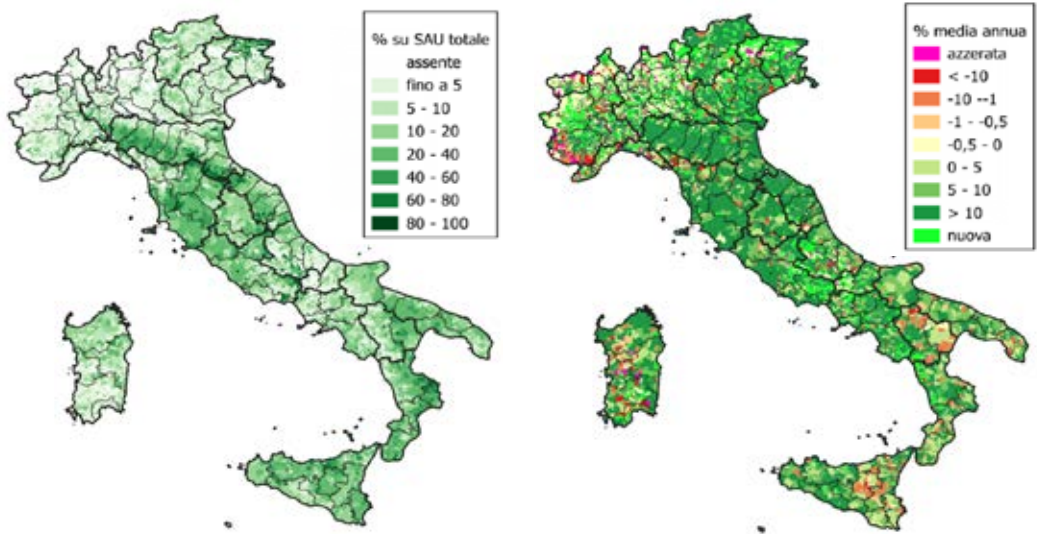 % su SAU totale
assente
fino a 5
5 - 10
10 - 20
20 - 40
40 - 60
60 - 80
80 - 100
% media annua
azzerata
< -10
-10 --1
-1 - -0,5
-0,5 - 0
0 - 5
5 - 10
> 10
nuova